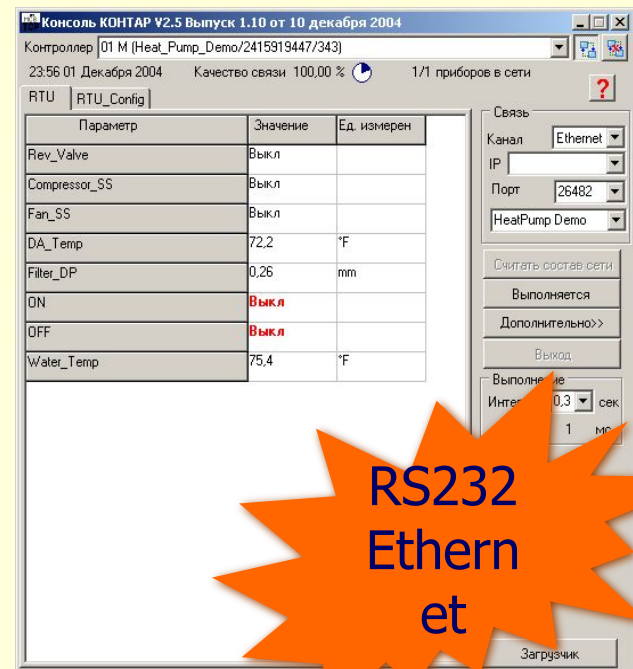 Консоль КОНТАР V2.5 Выпуск 1.10 от 10 декабря 2004
Контроллер 01 M (Heat_Pump_Demo/2415919447/343)
23:56 01 Декабря 2004 Качество связи 100,00 % 1/1 приборов в сети
?
RTU RTU_Config
Параметр Значение Ед. измерен
Rev_Valve Выкл
Compressor_SS Выкл
Fan_SS Выкл
DA_Temp 72,2 °F
Filter_DP 0,26 mm
ON Выкл
OFF Выкл
Water_Temp 75,4 °F
Связь
Канал Ethernet
IP
Порт 26482
HeatPump Demo
Считать состав сети
Выполняется
Дополнительно>>
Выход
Выполнение
0,3 сек
1
RS232
Ethern
et
Загрузчик